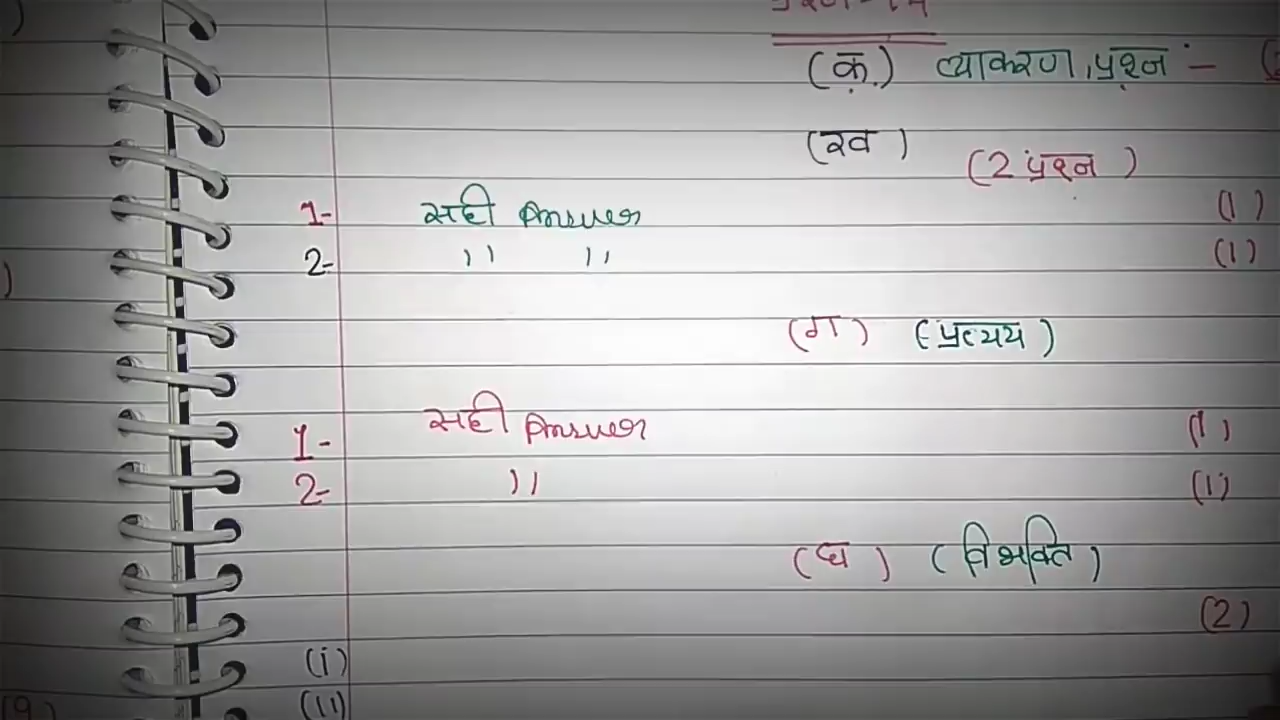 (क) व्याकरण प्रश्न :-
(ख)
(2 प्रश्न)
1- सही Answer (1)
2- ,, ,, (1)
(ग) (प्रत्यय)
1- सही Answer (1)
2- ,, (1)
(घ) (विभक्ति)
(2)
(i)
(ii)